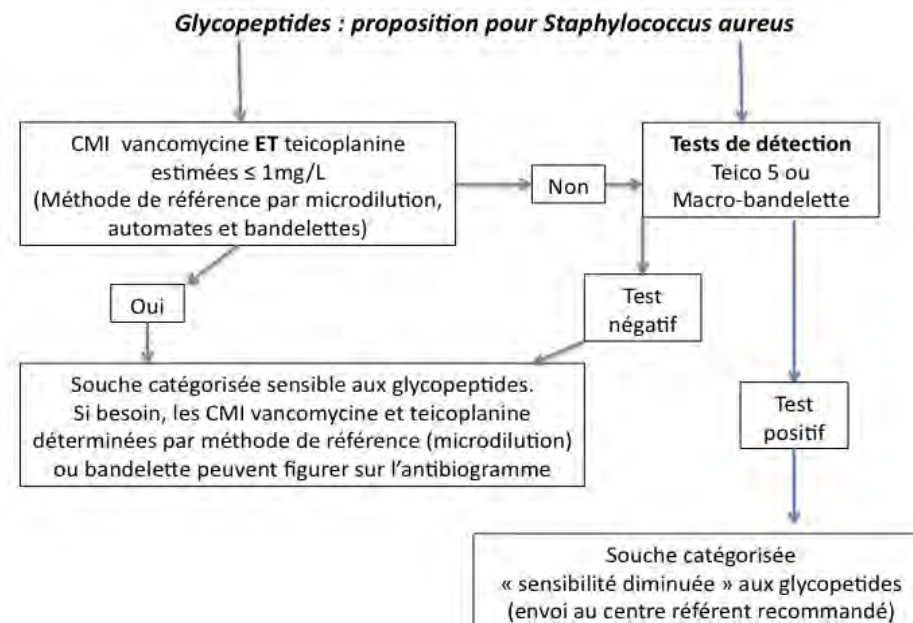 Glycopeptides : proposition pour Staphylococcus aureus
CMI vancomycine ET teicoplanine
estimées ≤ 1mg/L
(Méthode de référence par microdilution,
automates et bandelettes)
Non
Tests de détection
Teico 5 ou
Macro-bandelette
Oui
Test
négatif
Souche catégorisée sensible aux glycopeptides.
Si besoin, les CMI vancomycine et teicoplanine
déterminées par méthode de référence (microdilution)
ou bandelette peuvent figurer sur l'antibiogramme
Test
positif
Souche catégorisée
« sensibilité diminuée » aux glycopetides
(envoi au centre référent recommandé)